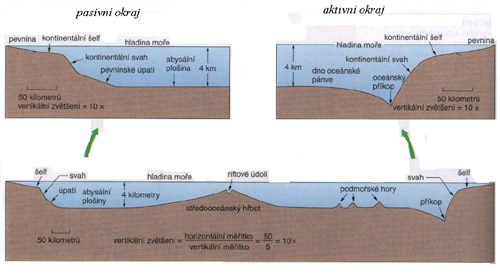 pasivní okraj
pevnina
kontinentální šelf
hladina moře
kontinentální svah
pevninské úpatí
abysální
plošina
4 km
50 kilometrů
vertikální zvětšení = 10 x
aktivní okraj
hladina moře
kontinentální šelf
pevnina
kontinentální svah
4 km
dno oceánské
pánve
oceánský
příkop
50 kilometrů
vertikální zvětšení = 10 x
šelf
svah
úpatí
abysální
plošiny
hladina moře
4 kilometry
riftové údolí
středooceánský hřbet
podmořské hory
svah
šelf
příkop
50 kilometrů
vertikální zvětšení = horizontální měřítko / vertikální měřítko = 50 / 5 = 10x